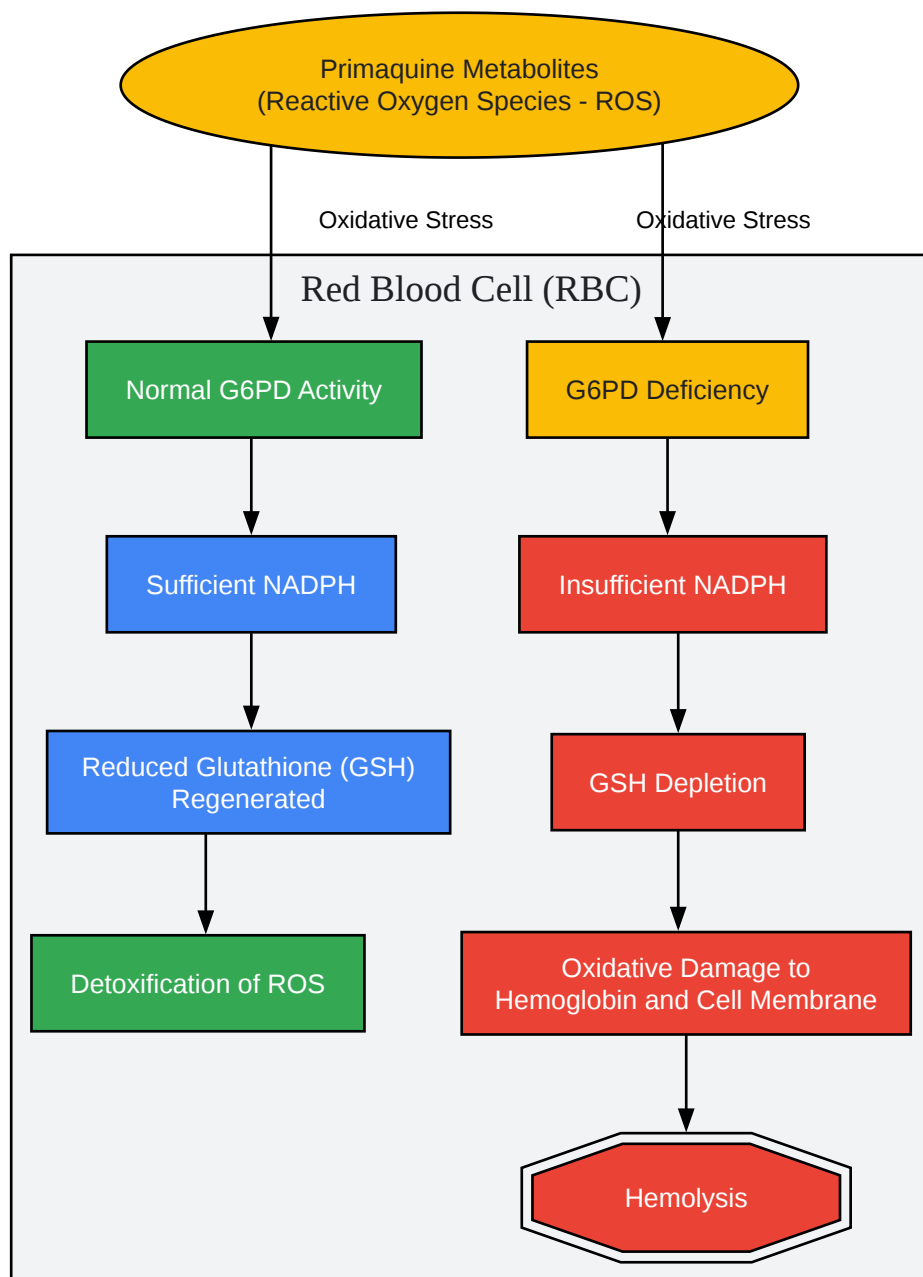 Primaquine Metabolites
(Reactive Oxygen Species - ROS)
Oxidative Stress
Oxidative Stress
Red Blood Cell (RBC)
Normal G6PD Activity
G6PD Deficiency
Sufficient NADPH
Insufficient NADPH
Reduced Glutathione (GSH)
Regenerated
GSH Depletion
Detoxification of ROS
Oxidative Damage to
Hemoglobin and Cell Membrane
Hemolysis